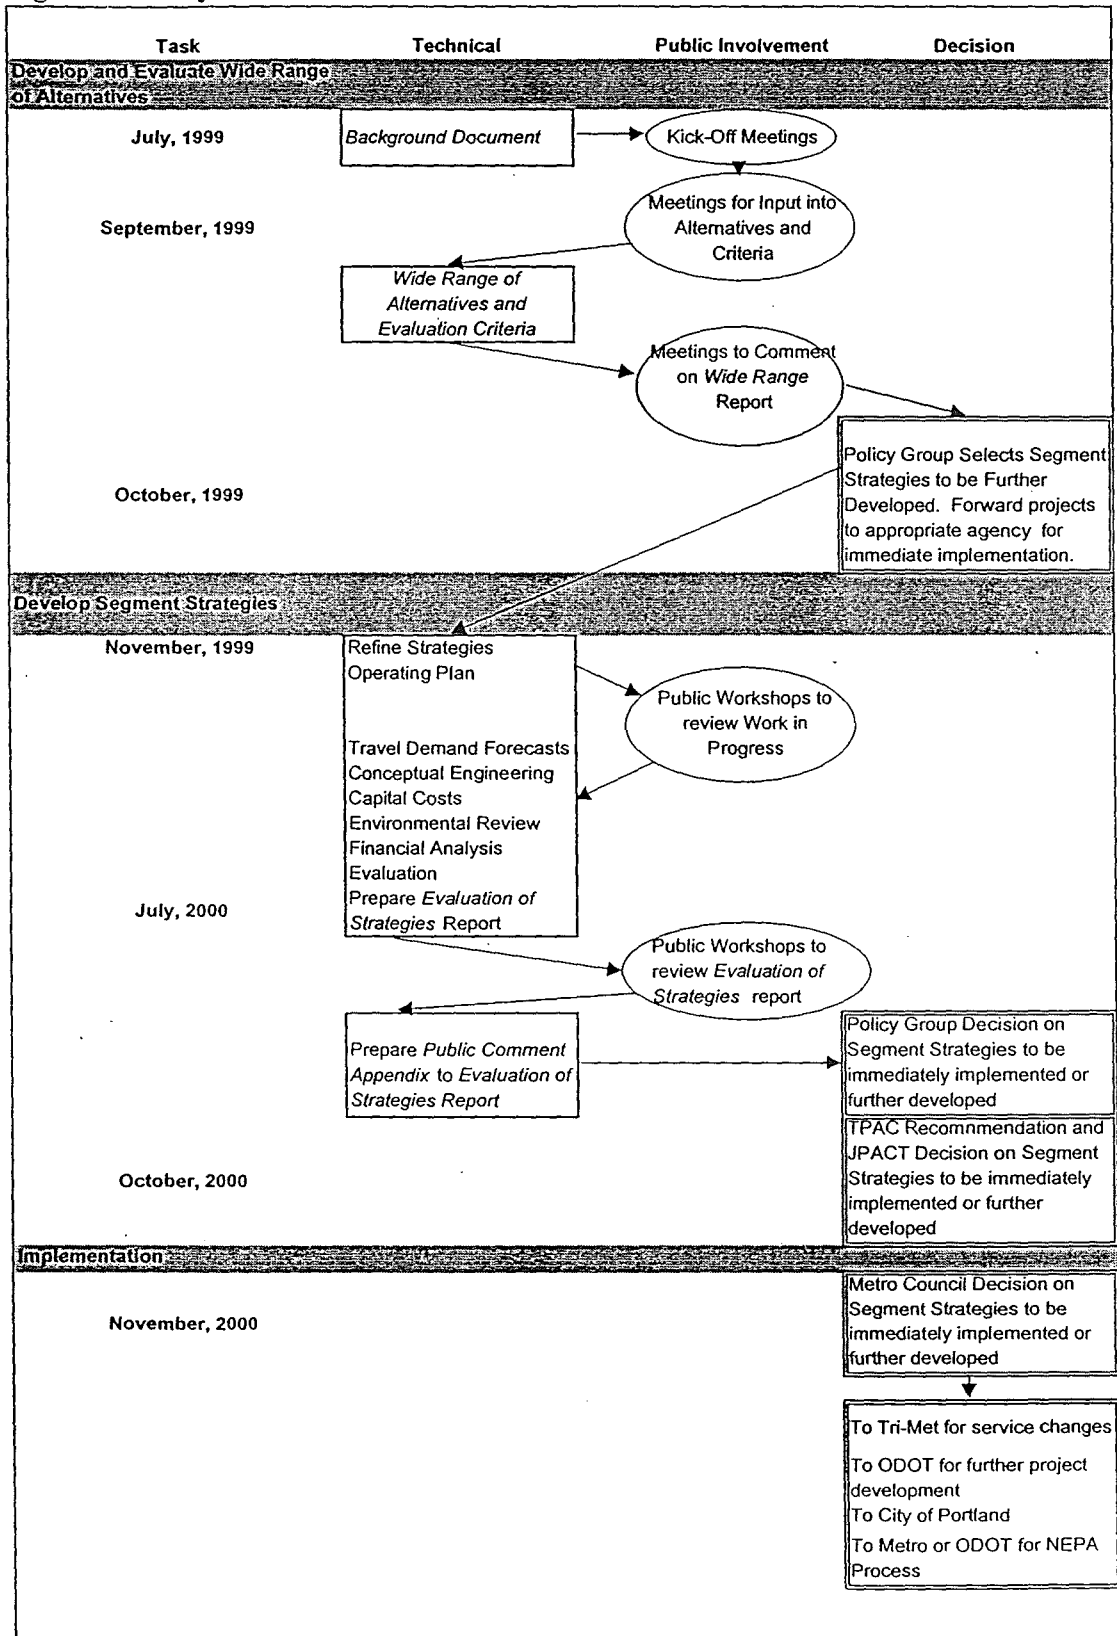 Task Technical Public Involvement Decision
Develop and Evaluate Wide Range
of Alternatives
July, 1999
Background Document
Kick-Off Meetings
September, 1999
Meetings for Input into
Alternatives and
Criteria
Wide Range of
Alternatives and
Evaluation Criteria
Meetings to Comment
on Wide Range
Report
October, 1999
Policy Group Selects Segment
Strategies to be Further
Developed. Forward projects
to appropriate agency for
immediate implementation.
Develop Segment Strategies
November, 1999
Refine Strategies
Operating Plan
Public Workshops to
review Work in
Progress
Travel Demand Forecasts
Conceptual Engineering
Capital Costs
Environmental Review
Financial Analysis
Evaluation
Prepare Evaluation of
Strategies Report
July, 2000
Public Workshops to
review Evaluation of
Strategies report
Prepare Public Comment
Appendix to Evaluation of
Strategies Report
Policy Group Decision on
Segment Strategies to be
immediately implemented or
further developed
TPAC Recomnmendation and
JPACT Decision on Segment
Strategies to be immediately
implemented or further
developed
October, 2000
Implementation
November, 2000
Metro Council Decision on
Segment Strategies to be
immediately implemented or
further developed
To Tri-Met for service changes
To ODOT for further project
development
To City of Portland
To Metro or ODOT for NEPA
Process